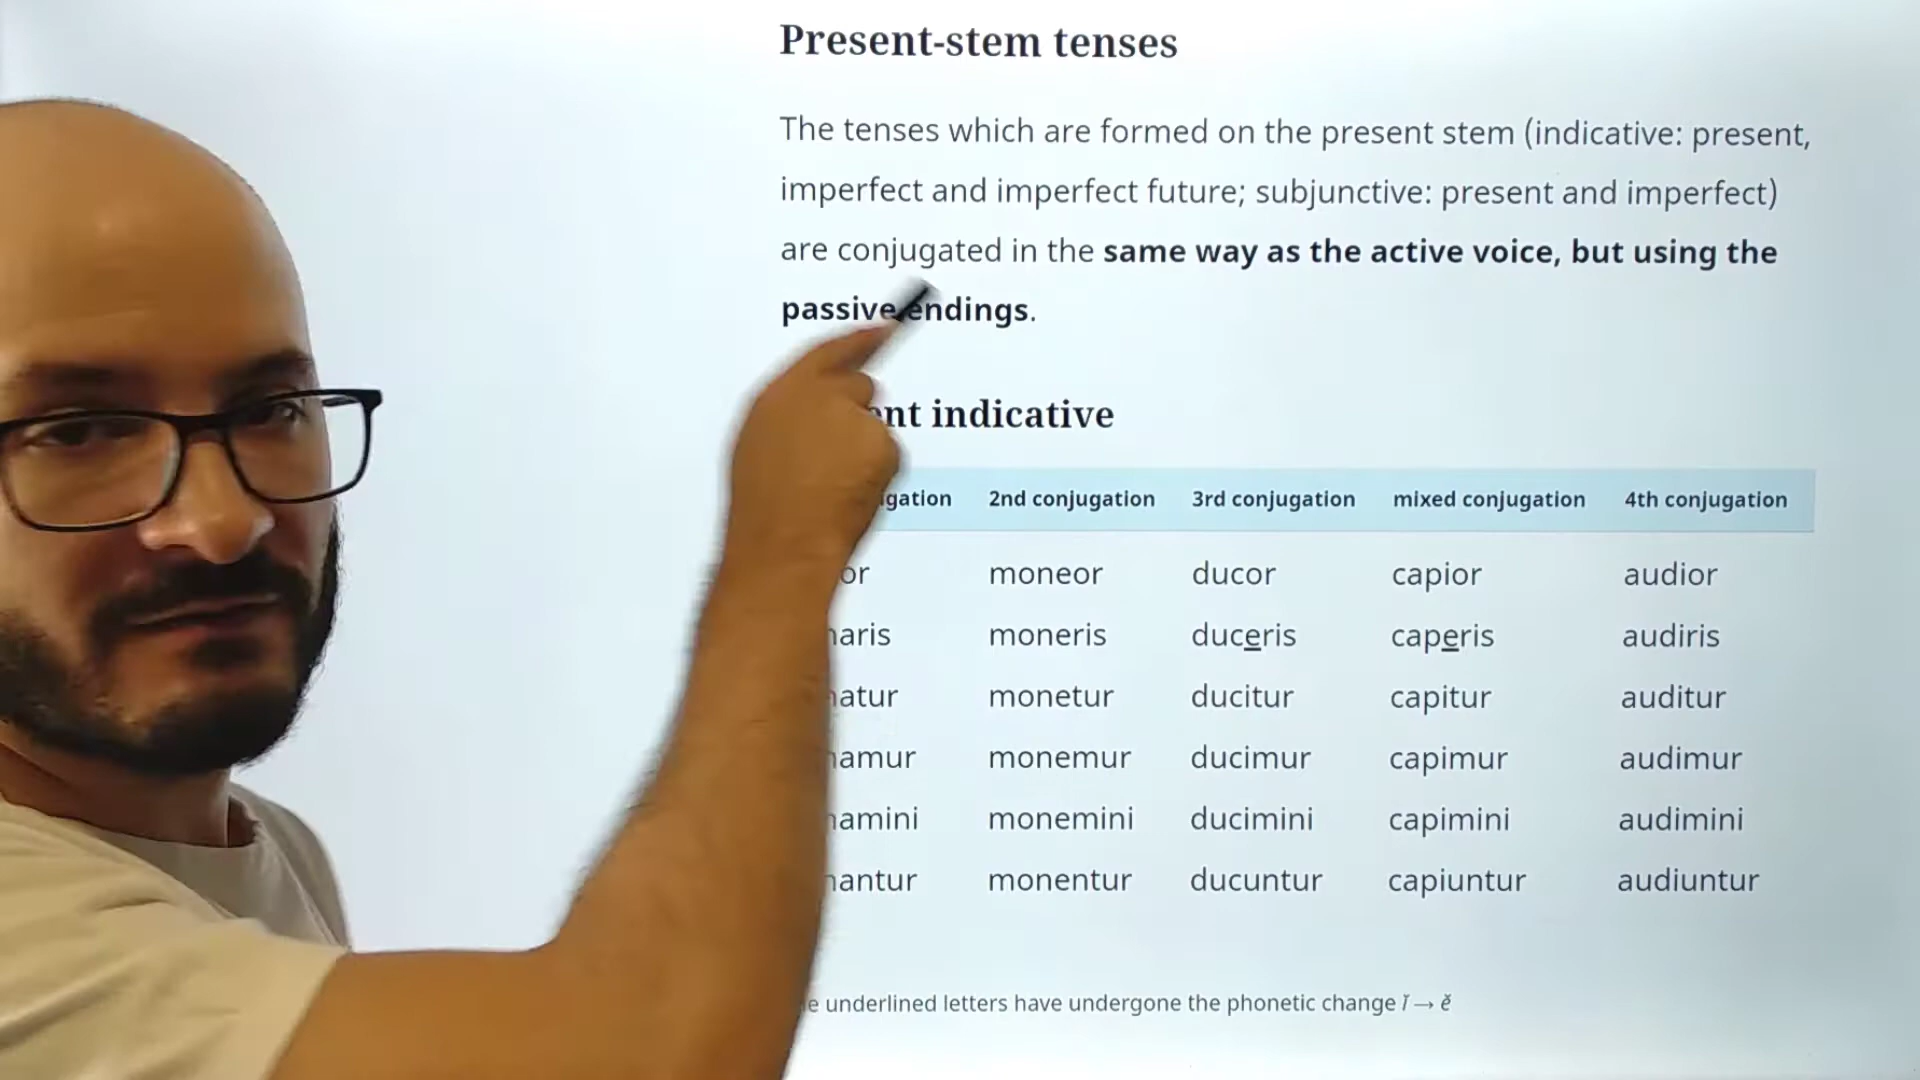 Present-stem tenses
The tenses which are formed on the present stem (indicative: present,
imperfect and imperfect future; subjunctive: present and imperfect)
are conjugated in the same way as the active voice, but using the
passive endings.
indicative
2nd conjugation 3rd conjugation mixed conjugation 4th conjugation
moneor ducor capior audior
moneris duceris caperis audiris
monetur ducitur capitur auditur
monemur ducimur capimur audimur
monemini ducimini capimini audimini
monentur ducuntur capiuntur audiuntur
underlined letters have undergone the phonetic change ĭ → ĕ